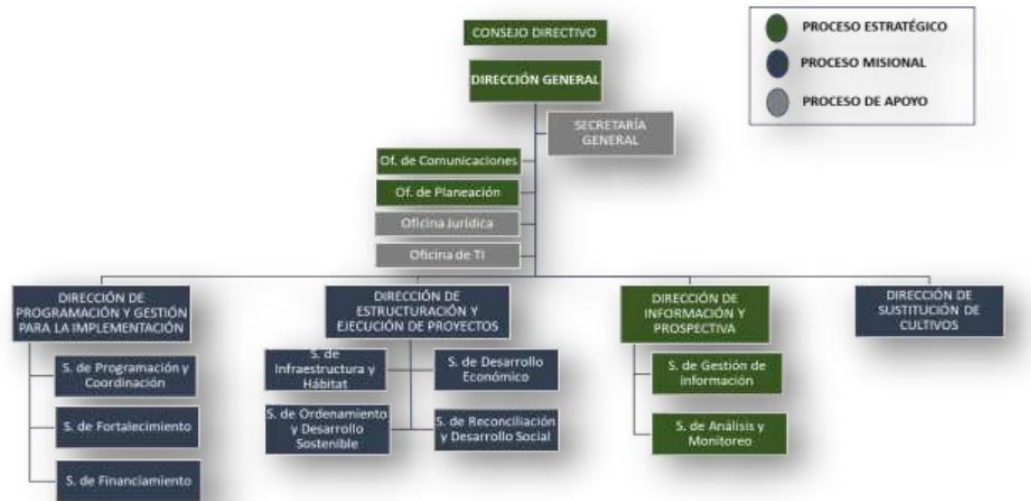 CONSEJO DIRECTIVO
DIRECCIÓN GENERAL
SECRETARÍA
GENERAL
Of. de Comunicaciones
Of. de Planeación
Oficina Jurídica
Oficina de TI
PROCESO ESTRATÉGICO
PROCESO MISIONAL
PROCESO DE APOYO
DIRECCIÓN DE
PROGRAMACIÓN Y GESTIÓN
PARA LA IMPLEMENTACIÓN
S. de Programación y
Coordinación
S. de Fortalecimiento
S. de Financiamiento
DIRECCIÓN DE
ESTRUCTURACIÓN Y
EJECUCIÓN DE PROYECTOS
S. de
Infraestructura y
Hábitat
S. de Desarrollo
Económico
S. de Ordenamiento
y Desarrollo
Sostenible
S. de Reconciliación
y Desarrollo Social
DIRECCIÓN DE
INFORMACIÓN Y
PROSPECTIVA
S. de Gestión de
Información
S. de Análisis y
Monitoreo
DIRECCIÓN DE
SUSTITUCIÓN DE
CULTIVOS